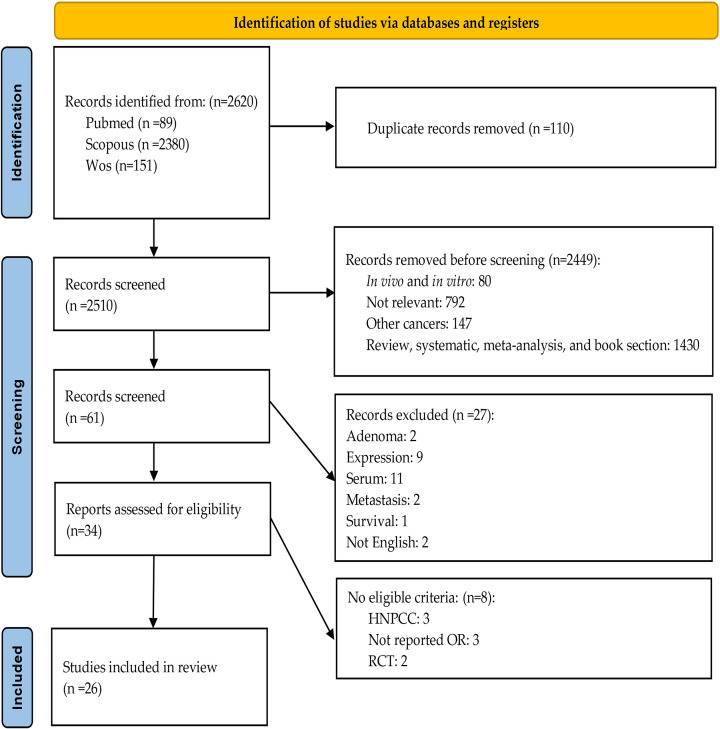 Identification of studies via databases and registers
Identification
Records identified from: (n=2620)
Pubmed (n =89)
Scopous (n =2380)
Wos (n=151)
Duplicate records removed (n =110)
Screening
Records screened
(n =2510)
Records removed before screening (n=2449):
In vivo and in vitro: 80
Not relevant: 792
Other cancers: 147
Review, systematic, meta-analysis, and book section: 1430
Records screened
(n =61)
Records excluded (n =27):
Adenoma: 2
Expression: 9
Serum: 11
Metastasis: 2
Survival: 1
Not English: 2
Reports assessed for eligibility
(n=34)
No eligible criteria: (n=8):
HNPCC: 3
Not reported OR: 3
RCT: 2
Included
Studies included in review
(n =26)